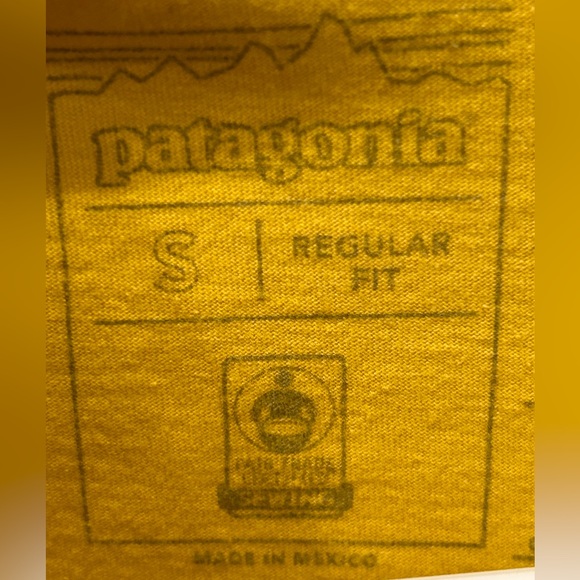 patagonia
S
REGULAR
FIT
FAIR TRADE
CERTIFIED
SEWING
MADE IN MEXICO